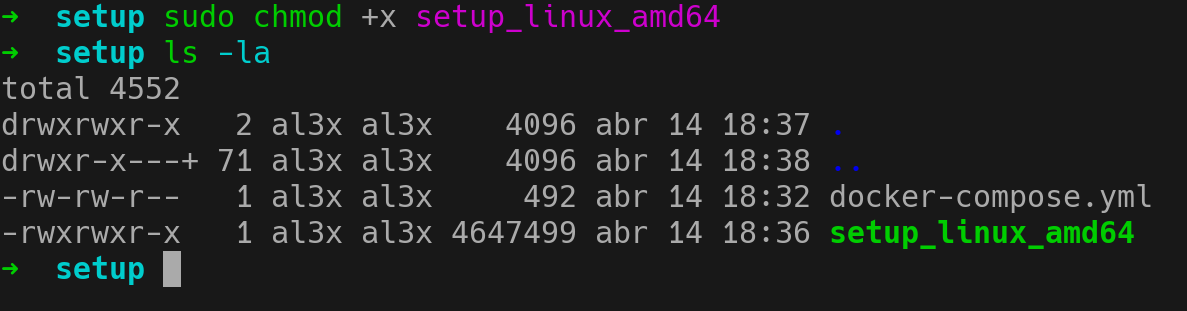 ➜  setup sudo chmod +x setup_linux_amd64
➜  setup ls -la
total 4552
drwxrwxr-x   2 al3x al3x    4096 abr 14 18:37 .
drwxr-x---+ 71 al3x al3x    4096 abr 14 18:38 ..
-rw-rw-r--   1 al3x al3x     492 abr 14 18:32 docker-compose.yml
-rwxrwxr-x   1 al3x al3x 4647499 abr 14 18:36 setup_linux_amd64
➜  setup